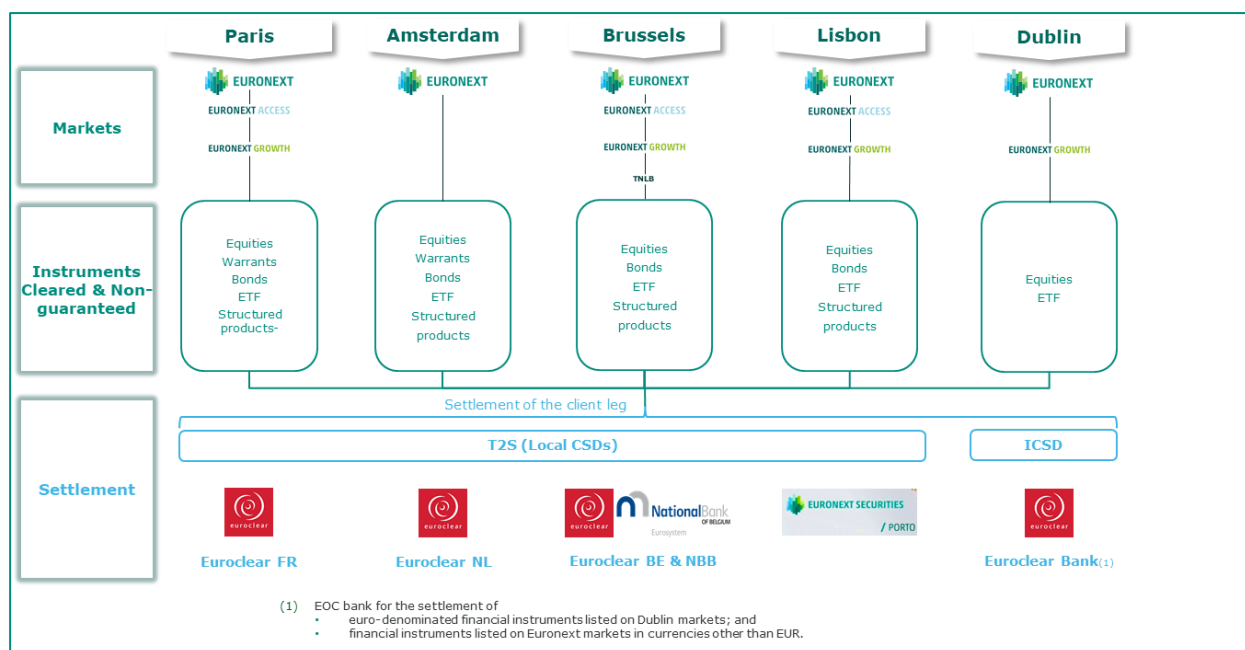 Paris
Amsterdam
Brussels
Lisbon
Dublin
Markets
EURONEXT
EURONEXT
EURONEXT
EURONEXT
EURONEXT
EURONEXT ACCESS
EURONEXT ACCESS
EURONEXT ACCESS
EURONEXT GROWTH
EURONEXT GROWTH
EURONEXT GROWTH
EURONEXT GROWTH
TNLB
Instruments
Cleared & Non-
guaranteed
Equities
Warrants
Bonds
ETF
Structured
products-
Equities
Warrants
Bonds
ETF
Structured
products
Equities
Bonds
ETF
Structured
products
Equities
Bonds
ETF
Structured
products
Equities
ETF
Settlement
Settlement of the client leg
T2S (Local CSDs)
ICSD
euroclear
euroclear
euroclear
NationalBank
OF BELGIUM
Eurosystem
EURONEXT SECURITIES
/ PORTO
euroclear
Euroclear FR
Euroclear NL
Euroclear BE & NBB
Euroclear Bank(1)
(1) EOC bank for the settlement of
• euro-denominated financial instruments listed on Dublin markets; and
• financial instruments listed on Euronext markets in currencies other than EUR.